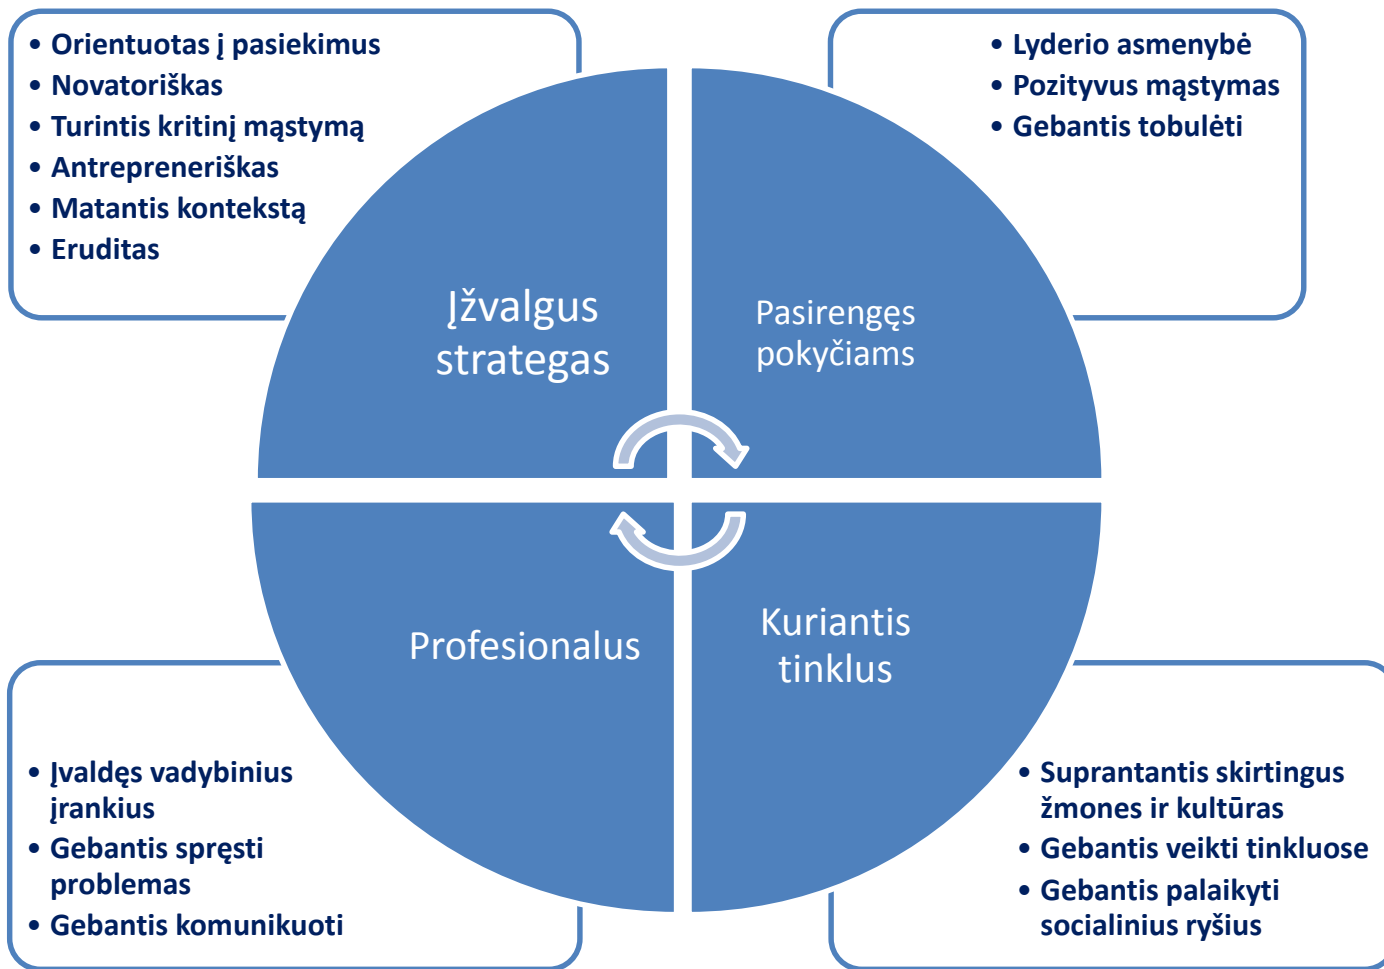 • Orientuotas į pasiekimus
• Novatoriškas
• Turintis kritinį mąstymą
• Antrepreneriškas
• Matantis kontekstą
• Eruditas
• Lyderio asmenybė
• Pozityvus mąstymas
• Gebantis tobulėti
Įžvalgus
strategas
Pasirengęs
pokyčiams
Profesionalus
Kuriantis
tinklus
• Įvaldęs vadybinius
įrankius
• Gebantis spręsti
problemas
• Gebantis komunikuoti
• Suprantantis skirtingus
žmones ir kultūras
• Gebantis veikti tinkluose
• Gebantis palaikyti
socialinius ryšius